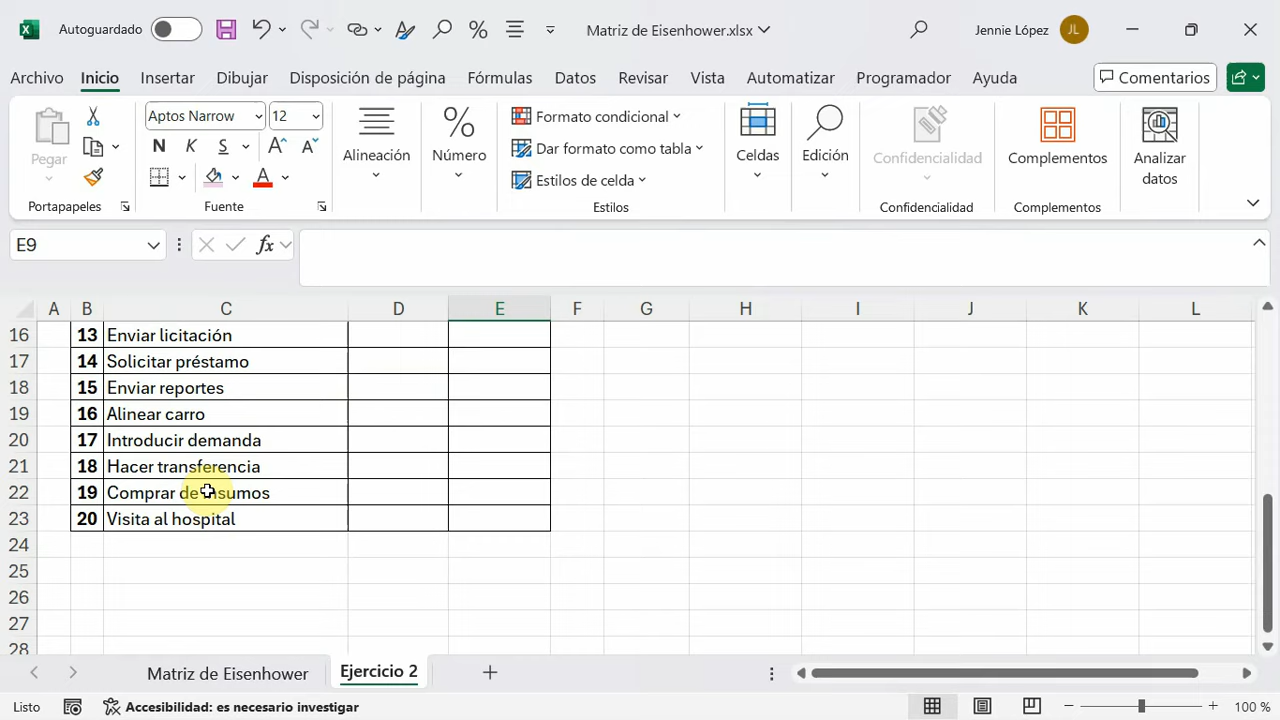 Autoguardado Matriz de Eisenhower.xlsx Jennie López JL
Archivo Inicio Insertar Dibujar Disposición de página Fórmulas Datos Revisar Vista Automatizar Programador Ayuda Comentarios
Pegar
Portapapeles
Aptos Narrow 12
N K S
Fuente
Alineación
Número
Formato condicional
Dar formato como tabla
Estilos de celda
Estilos
Celdas
Edición
Confidencialidad
Confidencialidad
Complementos
Complementos
Analizar
datos
E9 fx
A B C D E F G H I J K L
16 13 Enviar licitación
17 14 Solicitar préstamo
18 15 Enviar reportes
19 16 Alinear carro
20 17 Introducir demanda
21 18 Hacer transferencia
22 19 Comprar de insumos
23 20 Visita al hospital
24
25
26
27
28
Matriz de Eisenhower Ejercicio 2
Listo Accesibilidad: es necesario investigar 100 %